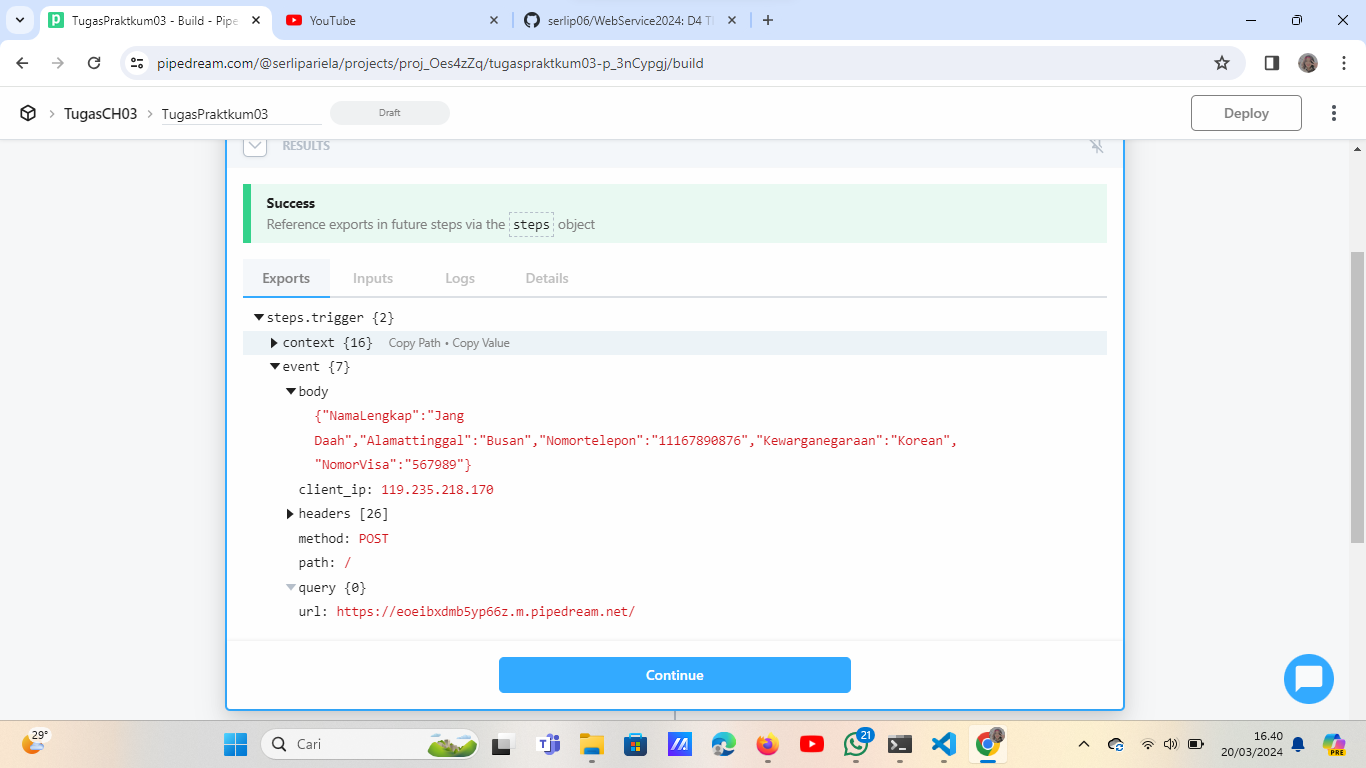 TugasPraktkum03 - Build - Pipe
YouTube
serlip06/WebService2024: D4 TI
pipedream.com/@serlipariela/projects/proj_Oes4zZq/tugaspraktkum03-p_3nCypgj/build
TugasCH03
TugasPraktkum03
Draft
Deploy
RESULTS
Success
Reference exports in future steps via the steps object
Exports Inputs Logs Details
steps.trigger {2}
context {16} Copy Path • Copy Value
event {7}
body
{"NamaLengkap":"Jang
Daah","Alamattinggal":"Busan","Nomortelepon":"11167890876","Kewarganegaraan":"Korean",
"NomorVisa":"567989"}
client_ip: 119.235.218.170
headers [26]
method: POST
path: /
query {0}
url: https://eoeibxdmb5yp66z.m.pipedream.net/
Continue
29°
Cari
21
16.40
20/03/2024
PRE